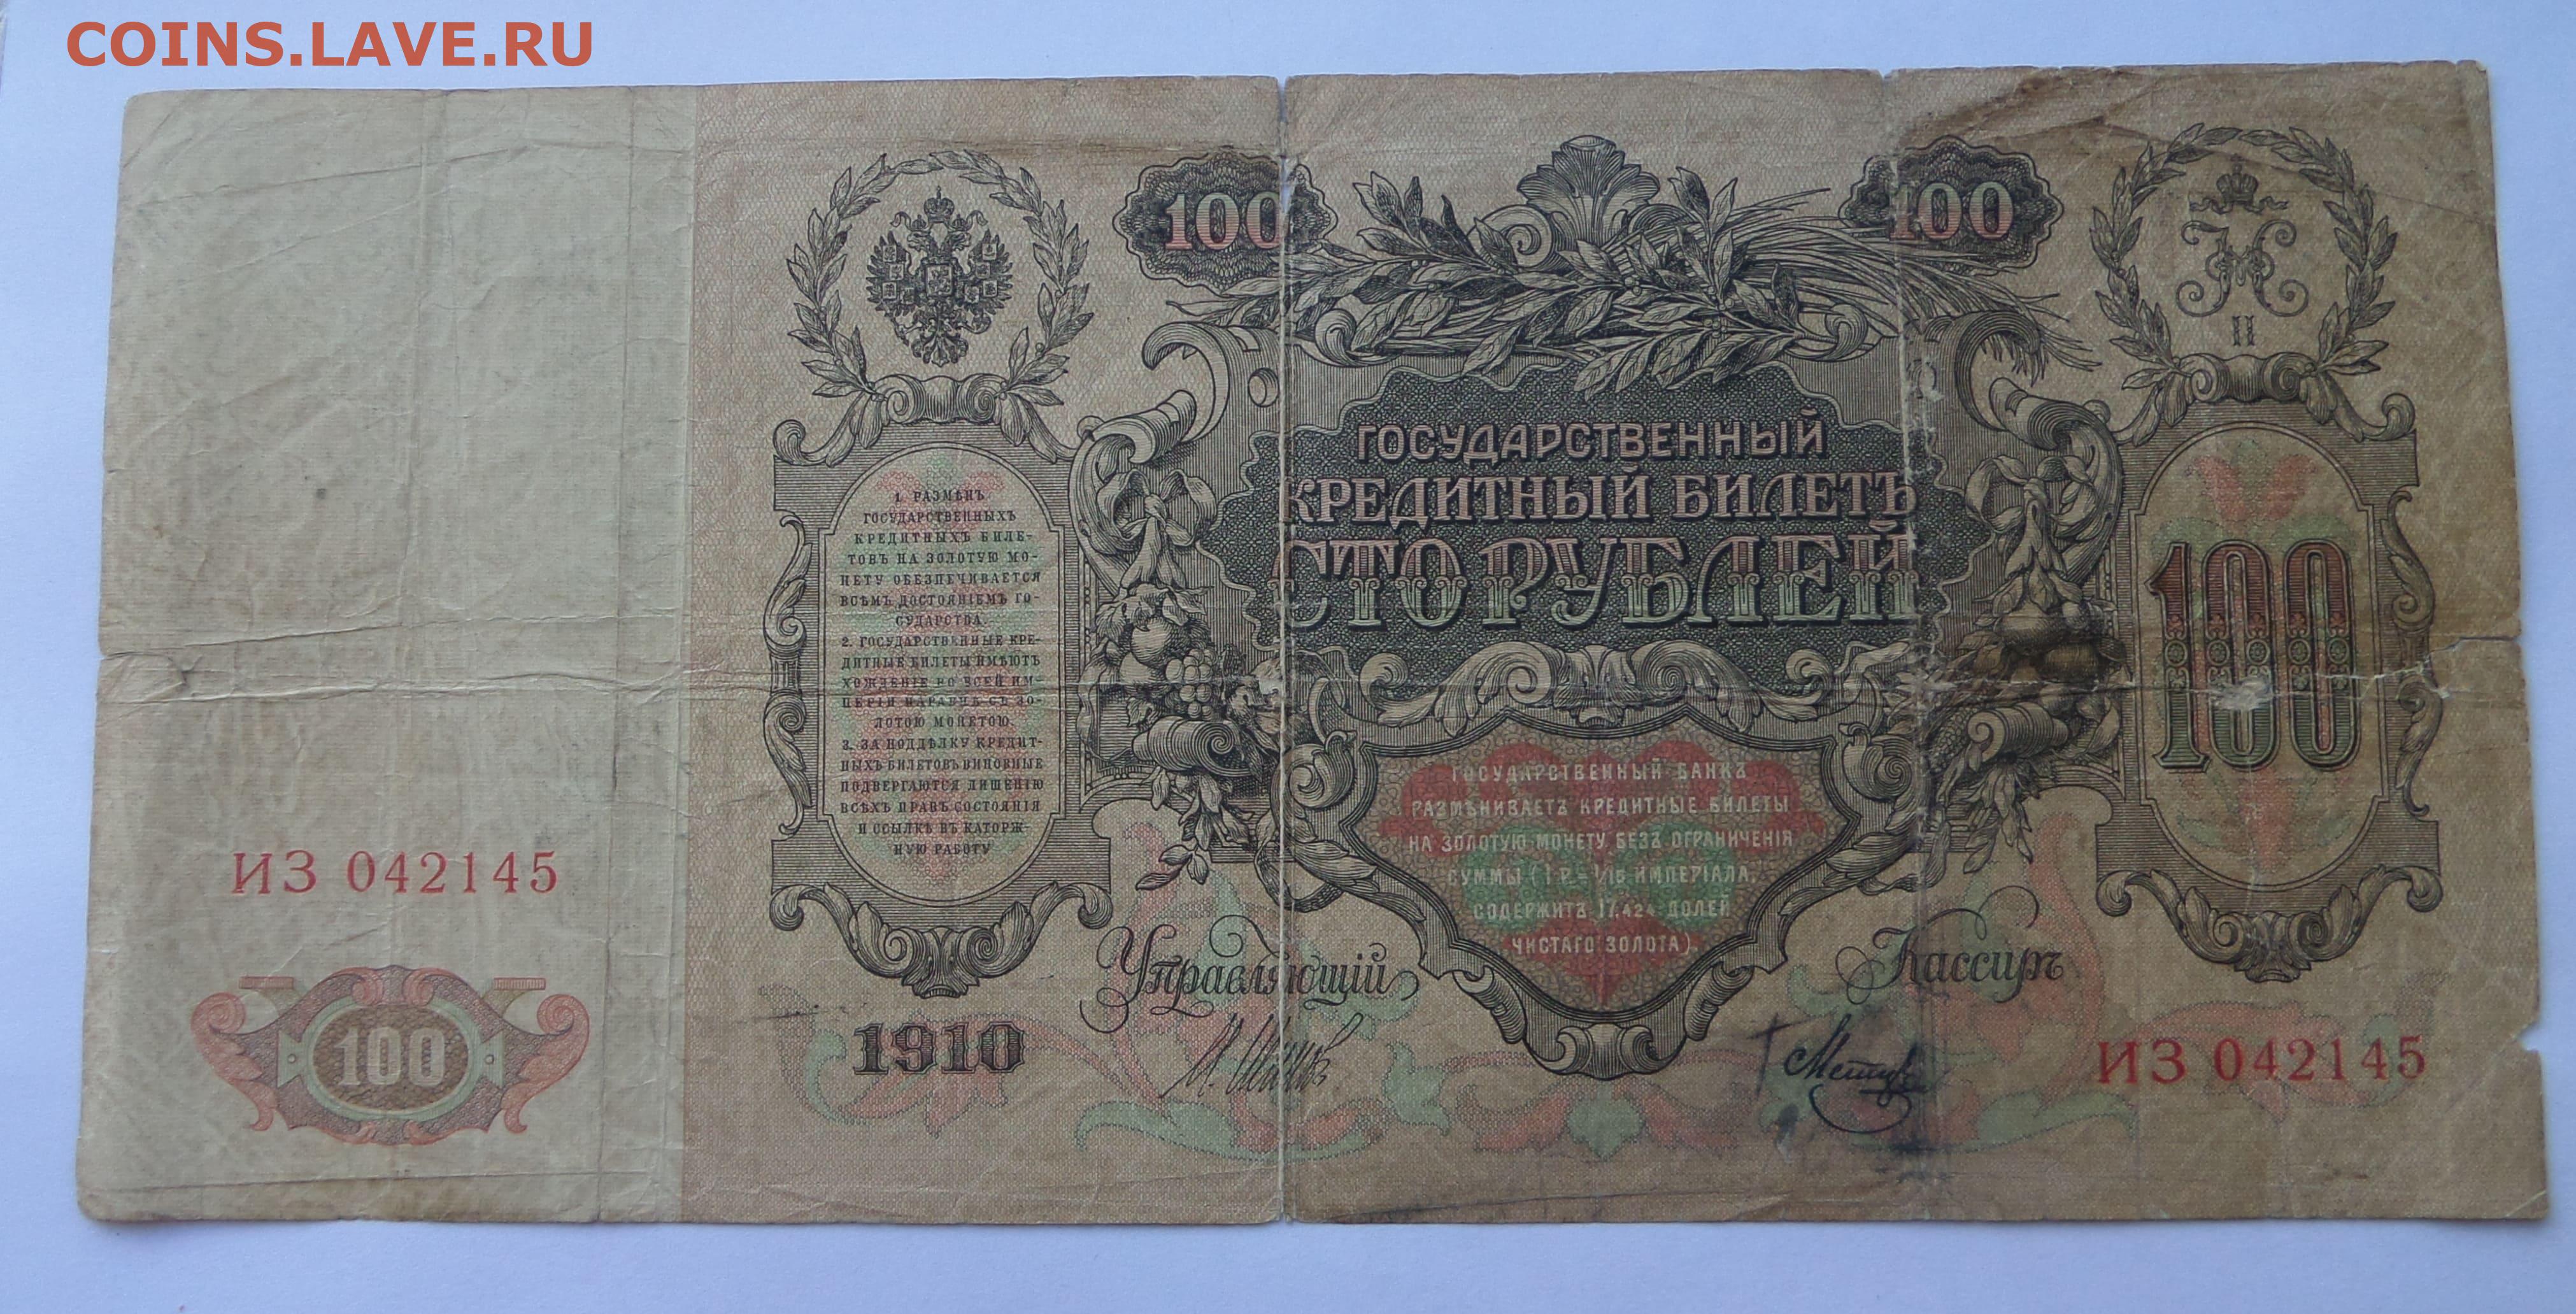 COINS.LAVE.RU
100
100
II
ГОСУДАРСТВЕННЫЙ
КРЕДИТНЫЙ БИЛЕТЪ
СТО РУБЛЕЙ
1. РАЗМѢНЪ
ГОСУДАРСТВЕННЫХЪ
КРЕДИТНЫХЪ БИЛЕ-
ТОВЪ НА ЗОЛОТУЮ МО-
НЕТУ ОБЕЗПЕЧИВАЕТСЯ
ВСѢМЪ ДОСТОЯНІЕМЪ ГО-
СУДАРСТВА.
2. ГОСУДАРСТВЕННЫЕ КРЕ-
ДИТНЫЕ БИЛЕТЫ ИМѢЮТЪ
ХОЖДЕНІЕ ВО ВСЕЙ ИМ-
ПЕРІИ НАРАВНѢ СЪ ЗО-
ЛОТОЮ МОНЕТОЮ.
3. ЗА ПОДДѢЛКУ КРЕДИТ-
НЫХЪ БИЛЕТОВЪ ВИНОВНЫЕ
ПОДВЕРГАЮТСЯ ЛИШЕНІЮ
ВСѢХЪ ПРАВЪ СОСТОЯНІЯ
И ССЫЛКѢ ВЪ КАТОРЖ-
НУЮ РАБОТУ
100
ГОСУДАРСТВЕННЫЙ БАНКЪ
РАЗМѢНИВАЕТЪ КРЕДИТНЫЕ БИЛЕТЫ
НА ЗОЛОТУЮ МОНЕТУ БЕЗЪ ОГРАНИЧЕНІЯ
СУММЫ (1 Р.= 1/15 ИМПЕРІАЛА,
СОДЕРЖИТЪ 17,424 ДОЛЕЙ
ЧИСТАГО ЗОЛОТА).
ИЗ 042145
100
1910
Управляющій
Кассиръ
ИЗ 042145